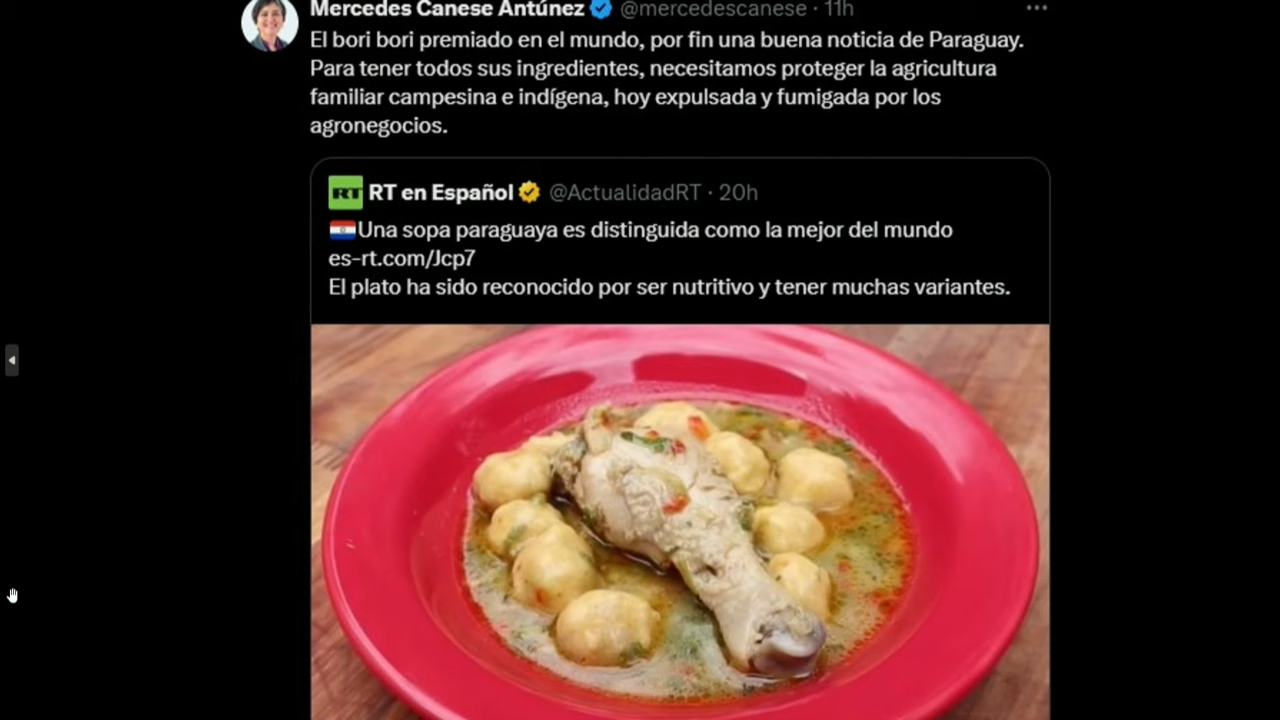 Mercedes Canese Antúnez @mercedescanese · 11h
El bori bori premiado en el mundo, por fin una buena noticia de Paraguay.
Para tener todos sus ingredientes, necesitamos proteger la agricultura
familiar campesina e indígena, hoy expulsada y fumigada por los
agronegocios.
RT RT en Español @ActualidadRT · 20h
🇵🇾Una sopa paraguaya es distinguida como la mejor del mundo
es-rt.com/Jcp7
El plato ha sido reconocido por ser nutritivo y tener muchas variantes.